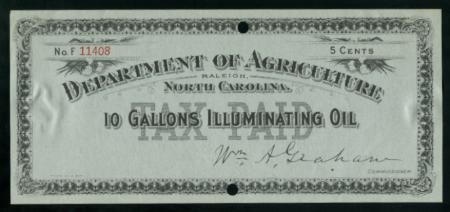 No. F 11408
5 Cents
Department of Agriculture
Raleigh,
North Carolina.
10 Gallons Illuminating Oil
TAX PAID
Wm. A. Graham
Commissioner